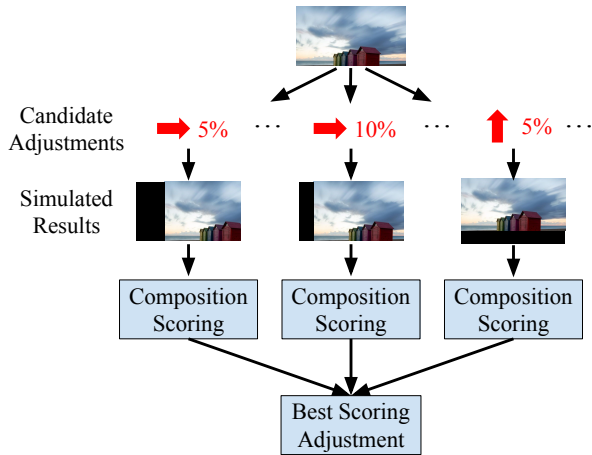 Candidate
Adjustments
5% ... 10% ... 5% ...
Simulated
Results
Composition
Scoring
Composition
Scoring
Composition
Scoring
Best Scoring
Adjustment